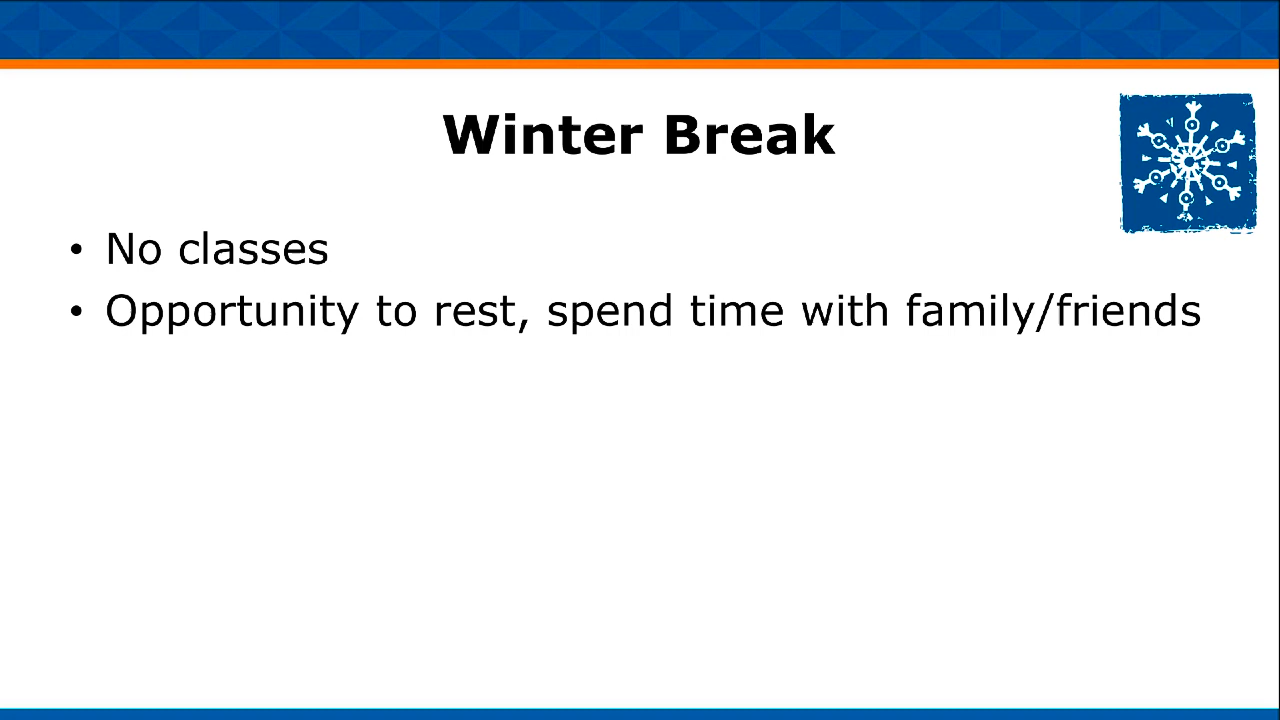 Winter Break
• No classes
• Opportunity to rest, spend time with family/friends